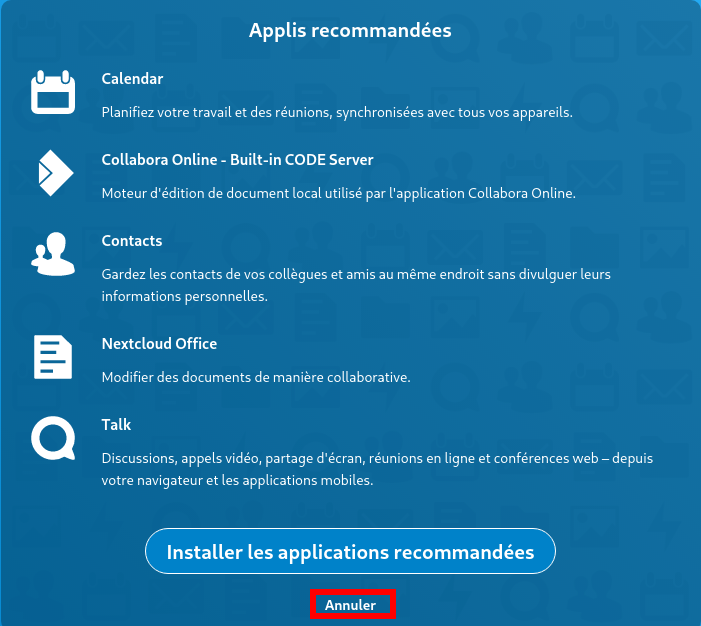 Applis recommandées
Calendar
Planifiez votre travail et des réunions, synchronisées avec tous vos appareils.
Collabora Online - Built-in CODE Server
Moteur d'édition de document local utilisé par l'application Collabora Online.
Contacts
Gardez les contacts de vos collègues et amis au même endroit sans divulguer leurs
informations personnelles.
Nextcloud Office
Modifier des documents de manière collaborative.
Talk
Discussions, appels vidéo, partage d'écran, réunions en ligne et conférences web – depuis
votre navigateur et les applications mobiles.
Installer les applications recommandées
Annuler